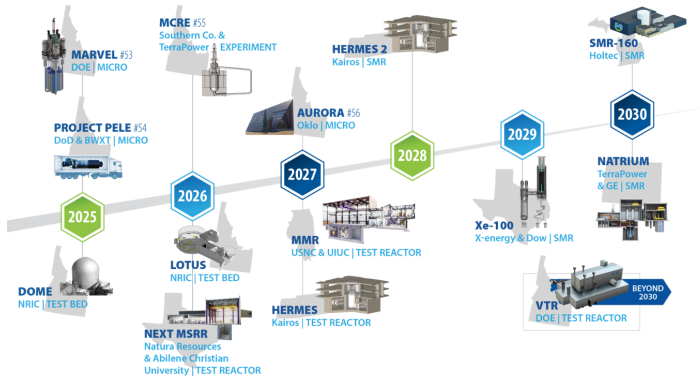 MARVEL #53
DOE | MICRO
PROJECT PELE #54
DoD & BWXT | MICRO
2025
DOME
NRIC | TEST BED
MCRE #55
Southern Co. &
TerraPower | EXPERIMENT
2026
LOTUS
NRIC | TEST BED
NEXT MSRR
Natura Resources
& Abilene Christian
University | TEST REACTOR
AURORA #56
Oklo | MICRO
2027
MMR
USNC & UIUC | TEST REACTOR
HERMES
Kairos | TEST REACTOR
HERMES 2
Kairos | SMR
2028
2029
Xe-100
X-energy & Dow | SMR
SMR-160
Holtec | SMR
2030
NATRIUM
TerraPower
& GE | SMR
VTR
DOE | TEST REACTOR
BEYOND
2030